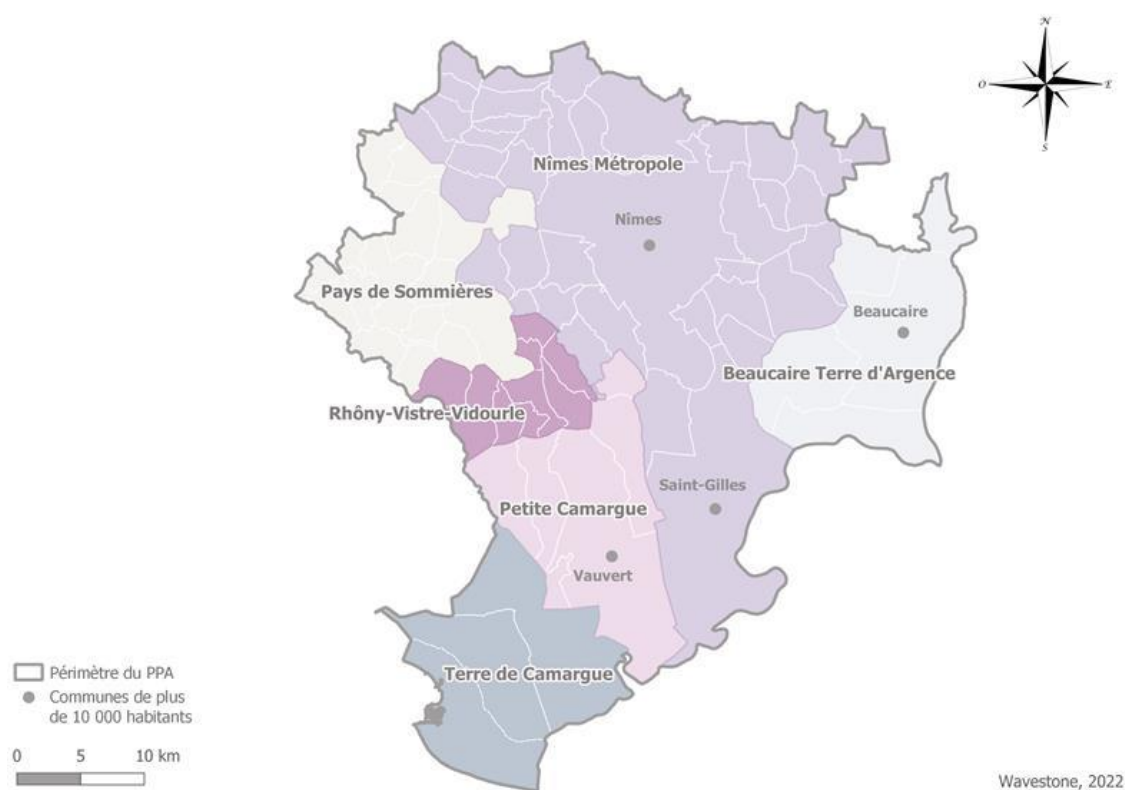 N
O
E
S
Nîmes Métropole
Nîmes
Pays de Sommières
Beaucaire
Beaucaire Terre d'Argence
Rhôny-Vistre-Vidourle
Saint-Gilles
Petite Camargue
Vauvert
Terre de Camargue
Périmètre du PPA
Communes de plus
de 10 000 habitants
0 5 10 km
Wavestone, 2022